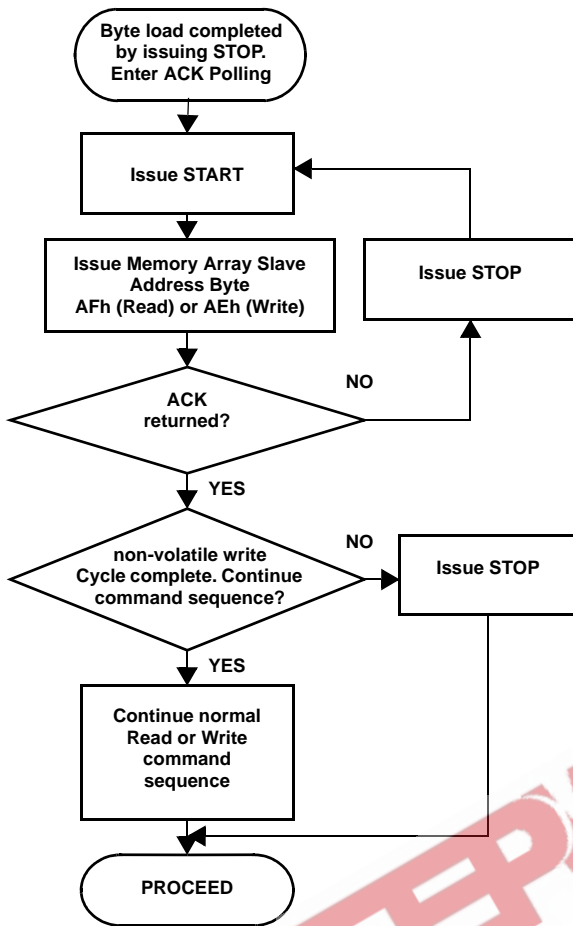 Byte load completed
by issuing STOP.
Enter ACK Polling
Issue START
Issue Memory Array Slave
Address Byte
AFh (Read) or AEh (Write)
Issue STOP
ACK
returned?
NO
YES
non-volatile write
Cycle complete. Continue
command sequence?
NO
Issue STOP
YES
Continue normal
Read or Write
command
sequence
PROCEED